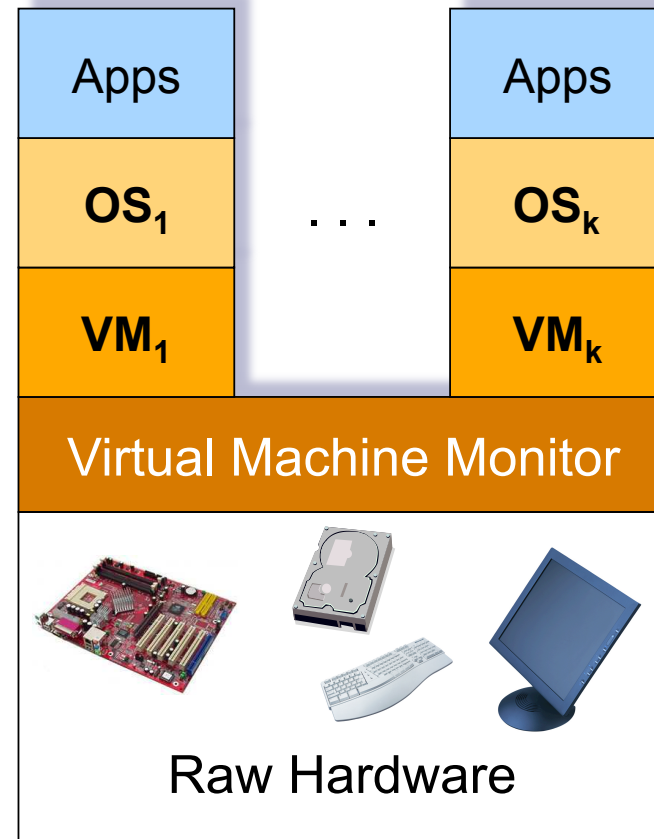 Apps Apps
OS₁ . . . OSₖ
VM₁ VMₖ
Virtual Machine Monitor
Raw Hardware